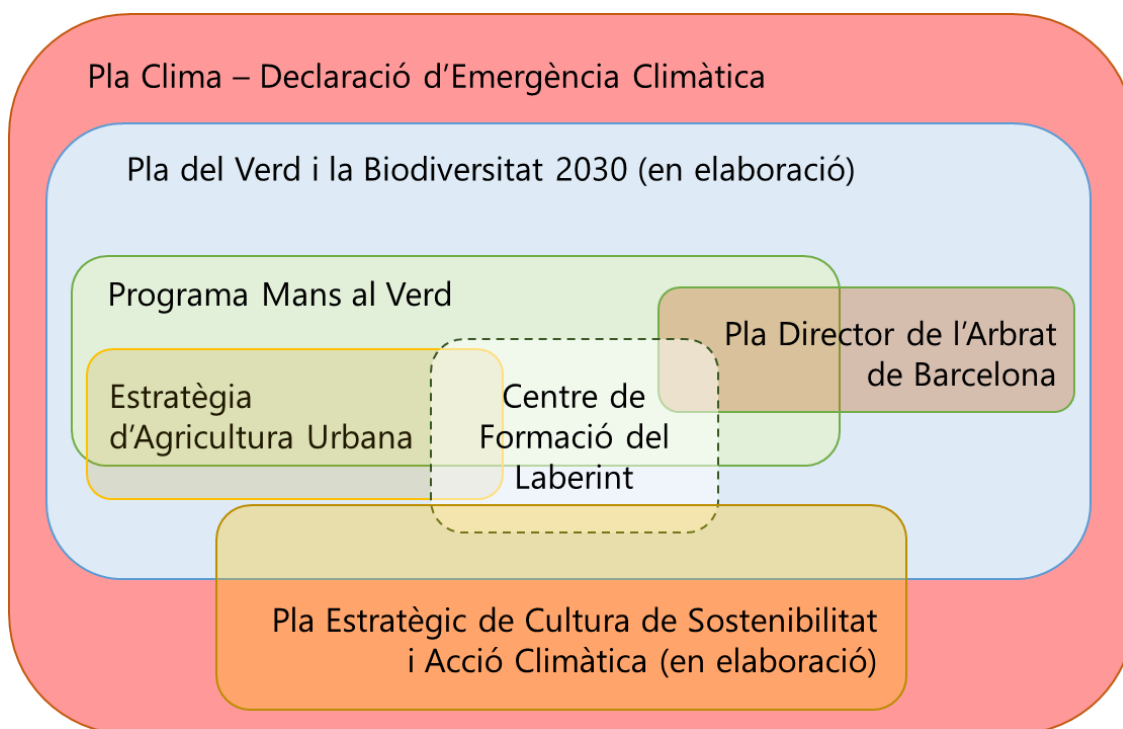 Pla Clima – Declaració d’Emergència Climàtica
Pla del Verd i la Biodiversitat 2030 (en elaboració)
Programa Mans al Verd
Pla Director de l’Arbrat
de Barcelona
Estratègia
d’Agricultura Urbana
Centre de
Formació del
Laberint
Pla Estratègic de Cultura de Sostenibilitat
i Acció Climàtica (en elaboració)